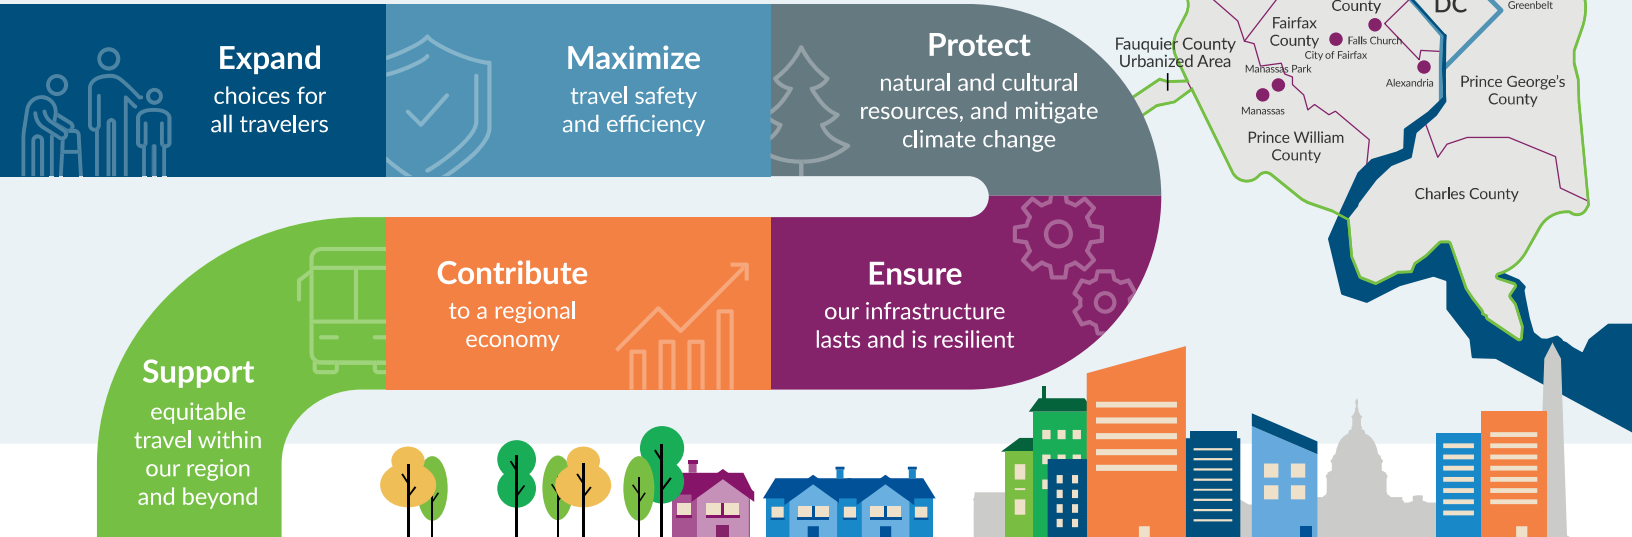 Expand
choices for
all travelers
Maximize
travel safety
and efficiency
Protect
natural and cultural
resources, and mitigate
climate change
Ensure
our infrastructure
lasts and is resilient
Contribute
to a regional
economy
Support
equitable
travel within
our region
and beyond
County
DC
Greenbelt
Fairfax
County
Falls Church
City of Fairfax
Fauquier County
Urbanized Area
Manassas Park
Alexandria
Prince George's
County
Manassas
Prince William
County
Charles County